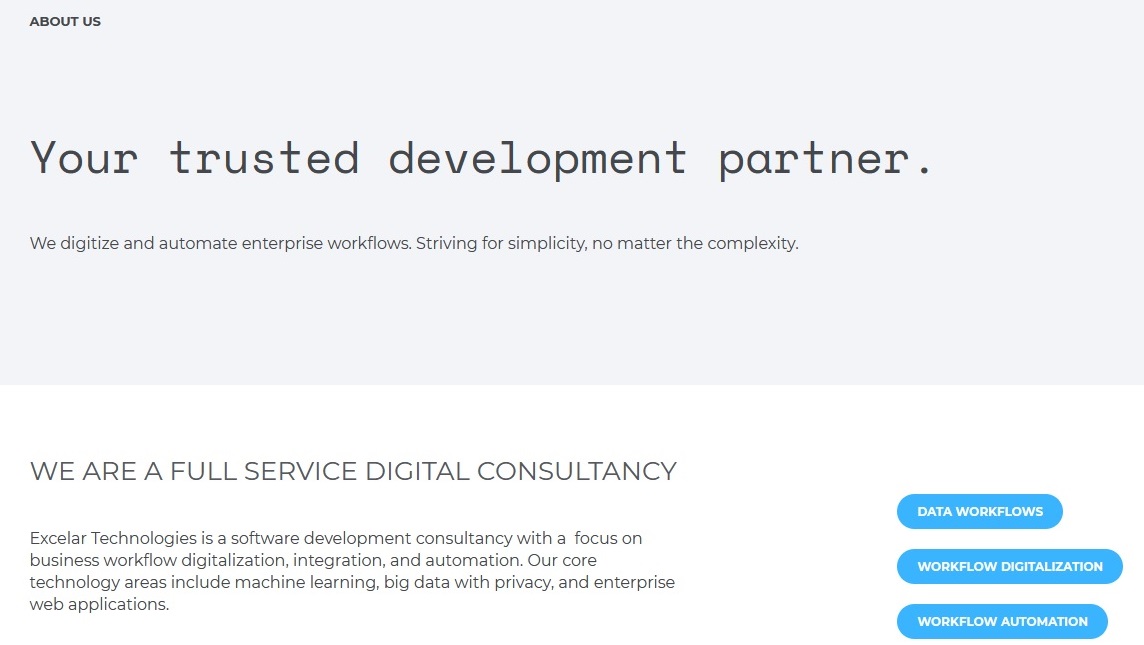 ABOUT US
Your trusted development partner.
We digitize and automate enterprise workflows. Striving for simplicity, no matter the complexity.
WE ARE A FULL SERVICE DIGITAL CONSULTANCY
Excelar Technologies is a software development consultancy with a  focus on
business workflow digitalization, integration, and automation. Our core
technology areas include machine learning, big data with privacy, and enterprise
web applications.
DATA WORKFLOWS
WORKFLOW DIGITALIZATION
WORKFLOW AUTOMATION